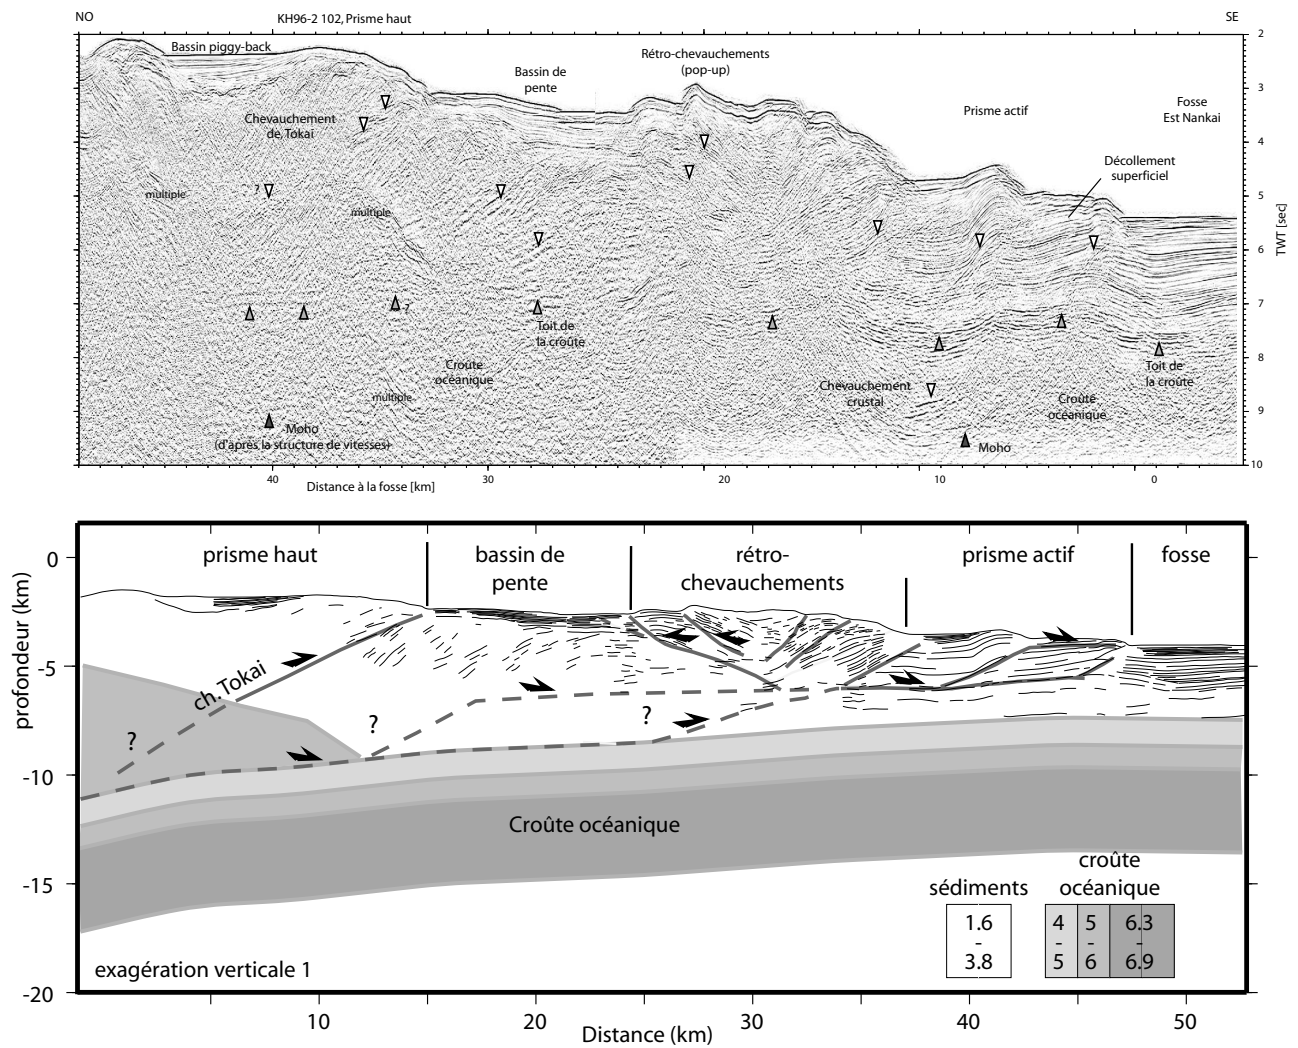 NO
KH96-2 102, Prisme haut
SE
Bassin piggy-back
Bassin de
pente
Rétro-chevauchements
(pop-up)
Prisme actif
Fosse
Est Nankai
Chevauchement
de Tokai
Décollement
superficiel
multiple
?
multiple
?
Toit de
la croûte
Croûte
océanique
multiple
Chevauchement
crustal
Toit de
la croûte
Croûte
océanique
Moho
(d'après la structure de vitesses)
Moho
2
3
4
5
6
7
8
9
10
TWT [sec]
40
30
20
10
0
Distance à la fosse [km]
prisme haut
bassin de
pente
rétro-
chevauchements
prisme actif
fosse
0
-5
-10
-15
-20
profondeur (km)
ch.Tokai
?
?
?
Croûte océanique
croûte
océanique
sédiments
1.6
-
3.8
4
-
5
5
-
6
6.3
-
6.9
exagération verticale 1
10
20
30
40
50
Distance (km)